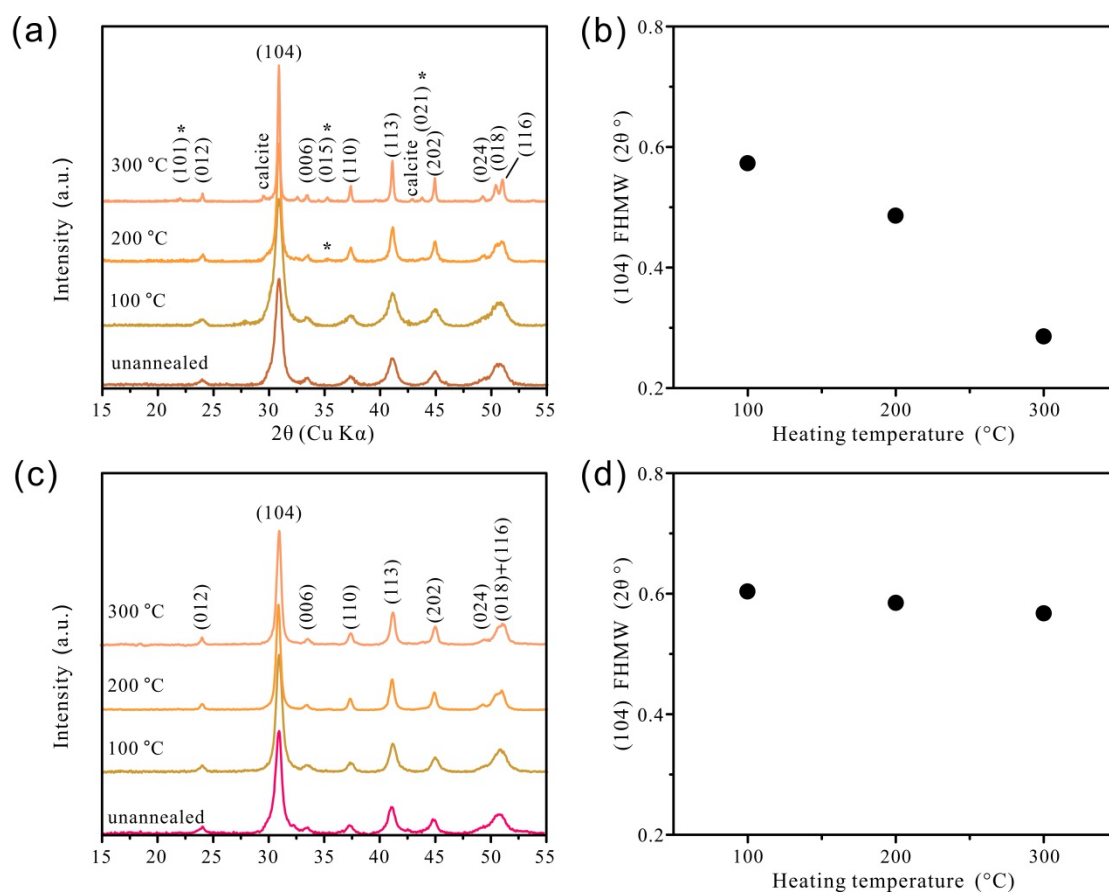 (a)
Intensity (a.u.)
(104)
(101) *
(012)
calcite
(006)
(015) *
(110)
(113)
calcite
(021) *
(202)
(024)
(018)
(116)
300 °C
200 °C
*
100 °C
unannealed
15 20 25 30 35 40 45 50 55
2θ (Cu Kα)
(b)
(104) FHMW (2θ °)
0.8
0.6
0.4
0.2
100 200 300
Heating temperature (°C)
(c)
Intensity (a.u.)
(104)
(012)
(006)
(110)
(113)
(202)
(024)
(018)+(116)
300 °C
200 °C
100 °C
unannealed
15 20 25 30 35 40 45 50 55
(d)
(104) FHMW (2θ °)
0.8
0.6
0.4
0.2
100 200 300
Heating temperature (°C)